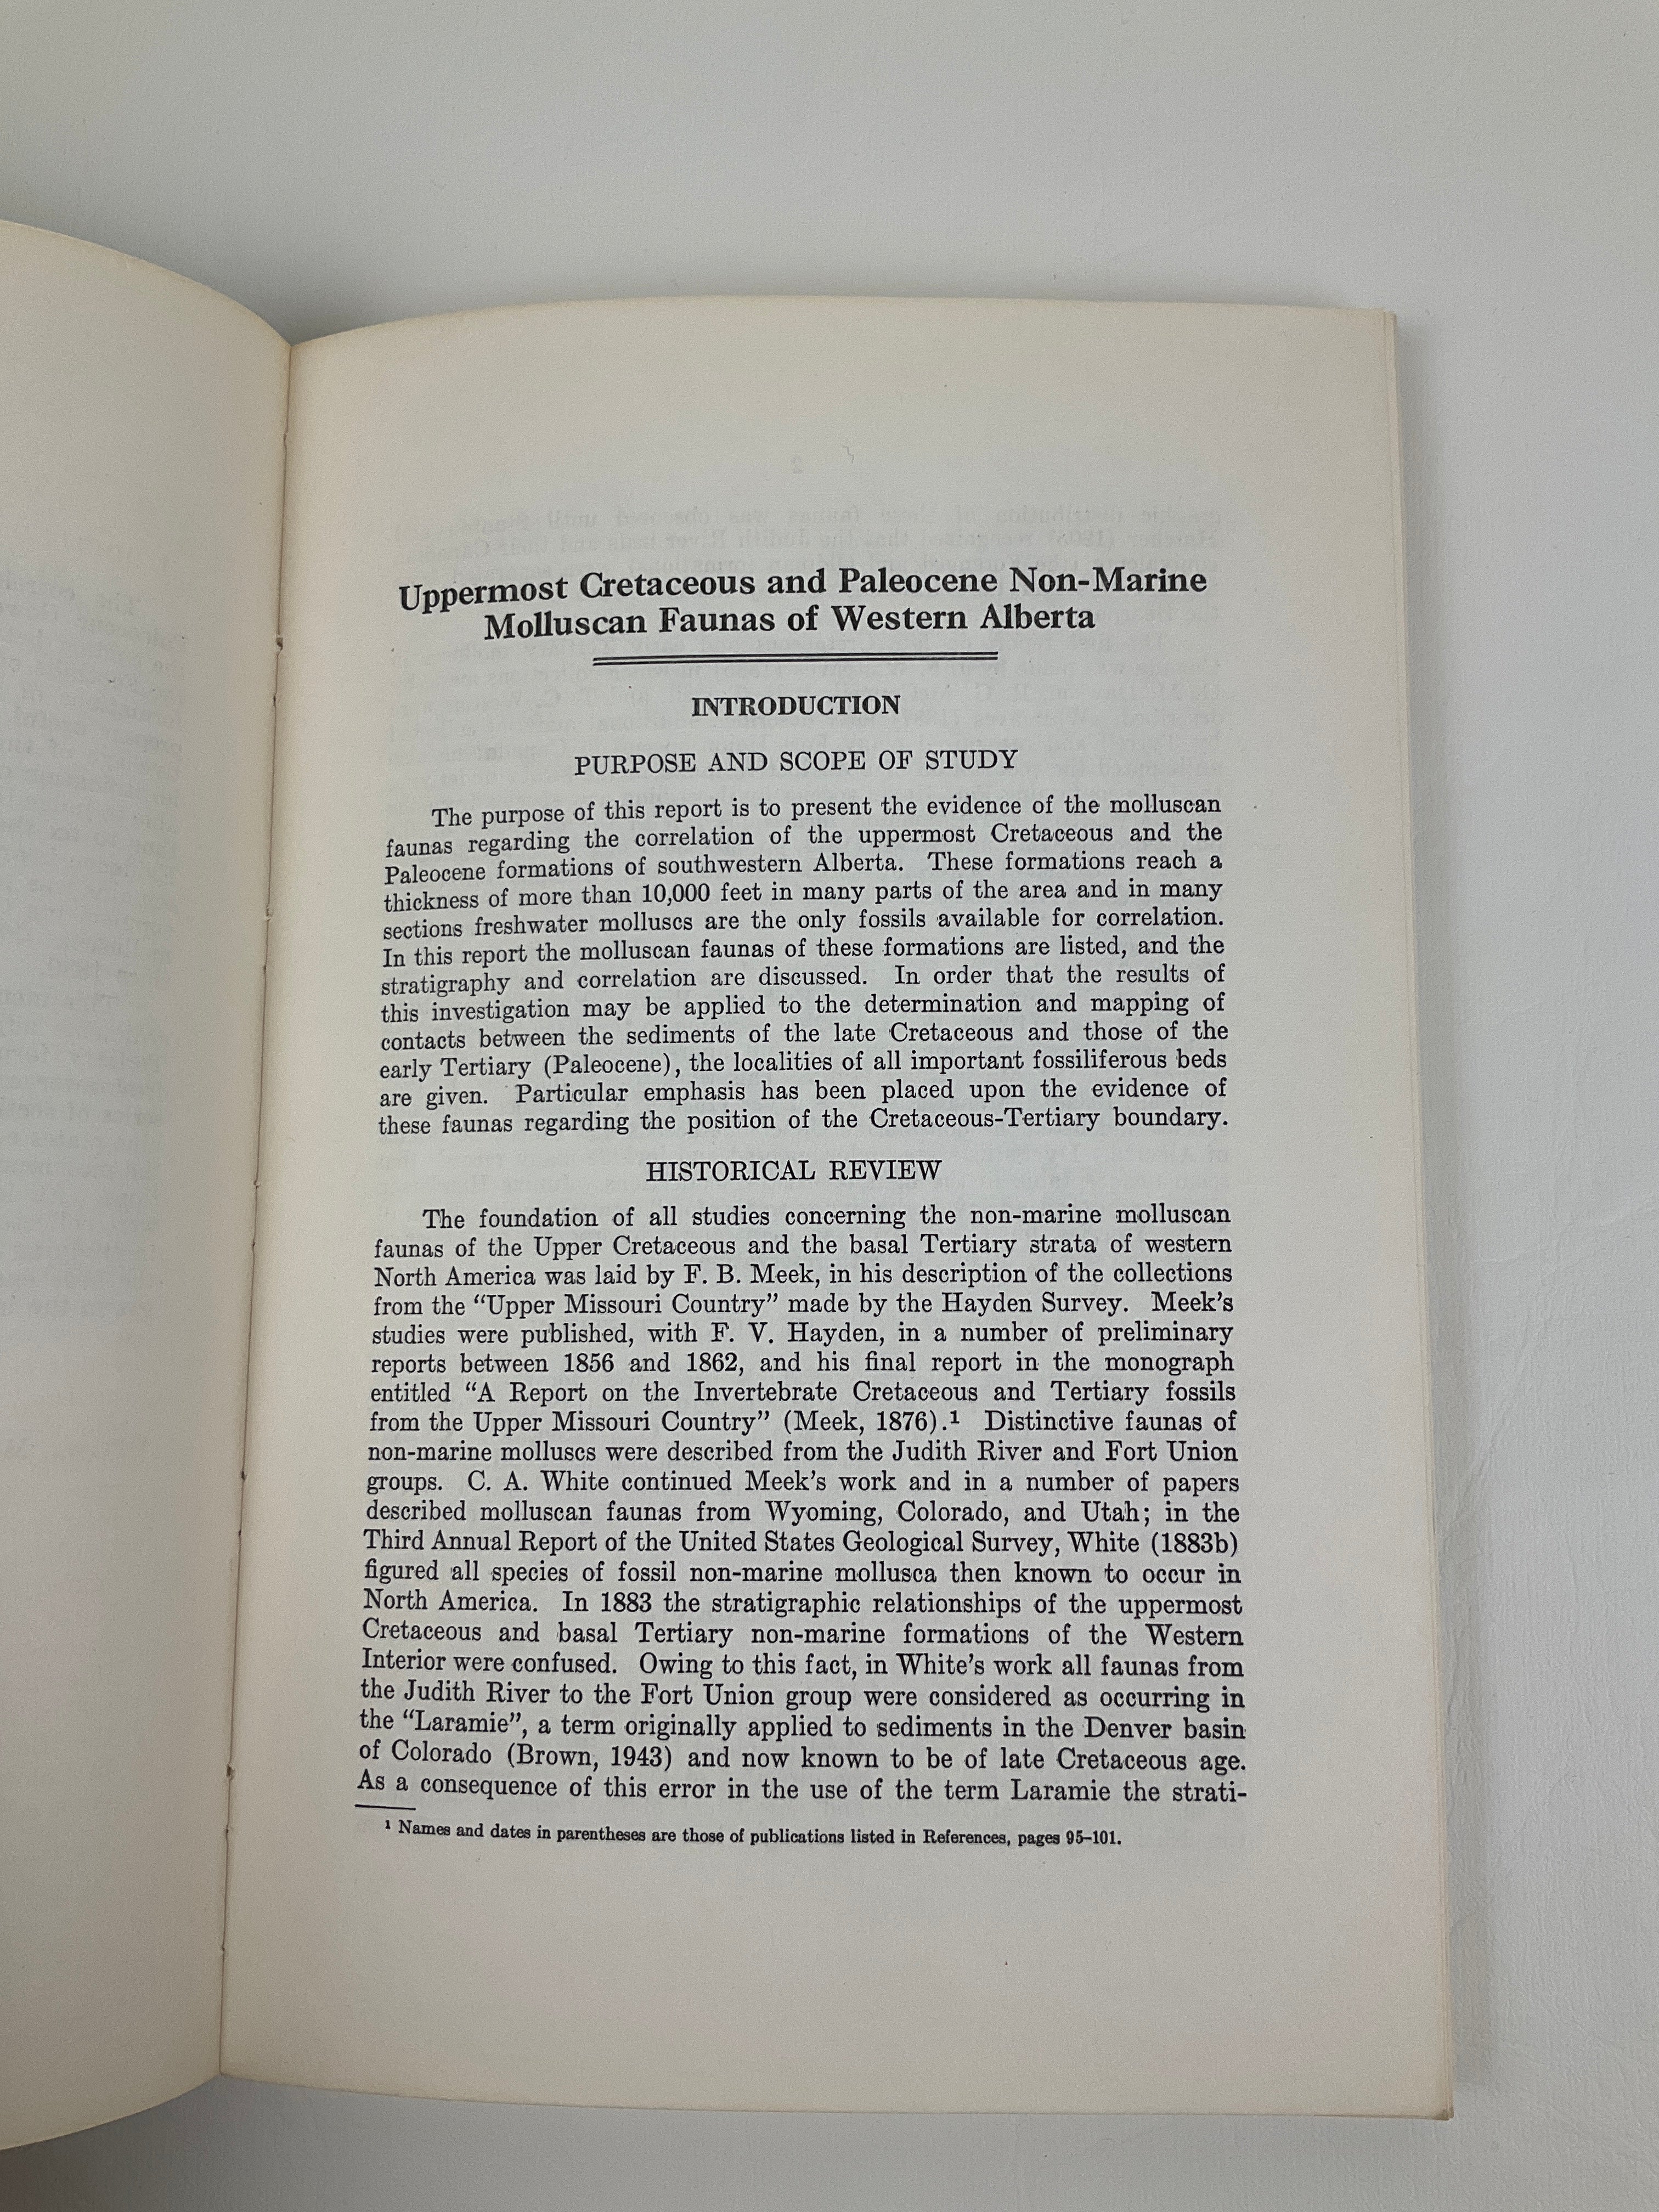 Uppermost Cretaceous and Paleocene Non-Marine
Molluscan Faunas of Western Alberta
INTRODUCTION
PURPOSE AND SCOPE OF STUDY
The purpose of this report is to present the evidence of the molluscan
faunas regarding the correlation of the uppermost Cretaceous and the
Paleocene formations of southwestern Alberta. These formations reach a
thickness of more than 10,000 feet in many parts of the area and in many
sections freshwater molluscs are the only fossils available for correlation.
In this report the molluscan faunas of these formations are listed, and the
stratigraphy and correlation are discussed. In order that the results of
this investigation may be applied to the determination and mapping of
contacts between the sediments of the late Cretaceous and those of the
early Tertiary (Paleocene), the localities of all important fossiliferous beds
are given. Particular emphasis has been placed upon the evidence of
these faunas regarding the position of the Cretaceous-Tertiary boundary.
HISTORICAL REVIEW
The foundation of all studies concerning the non-marine molluscan
faunas of the Upper Cretaceous and the basal Tertiary strata of western
North America was laid by F. B. Meek, in his description of the collections
from the “Upper Missouri Country” made by the Hayden Survey. Meek’s
studies were published, with F. V. Hayden, in a number of preliminary
reports between 1856 and 1862, and his final report in the monograph
entitled “A Report on the Invertebrate Cretaceous and Tertiary fossils
from the Upper Missouri Country” (Meek, 1876).¹ Distinctive faunas of
non-marine molluscs were described from the Judith River and Fort Union
groups. C. A. White continued Meek’s work and in a number of papers
described molluscan faunas from Wyoming, Colorado, and Utah; in the
Third Annual Report of the United States Geological Survey, White (1883b)
figured all species of fossil non-marine mollusca then known to occur in
North America. In 1883 the stratigraphic relationships of the uppermost
Cretaceous and basal Tertiary non-marine formations of the Western
Interior were confused. Owing to this fact, in White’s work all faunas from
the Judith River to the Fort Union group were considered as occurring in
the “Laramie”, a term originally applied to sediments in the Denver basin
of Colorado (Brown, 1943) and now known to be of late Cretaceous age.
As a consequence of this error in the use of the term Laramie the strati-
¹ Names and dates in parentheses are those of publications listed in References, pages 95–101.